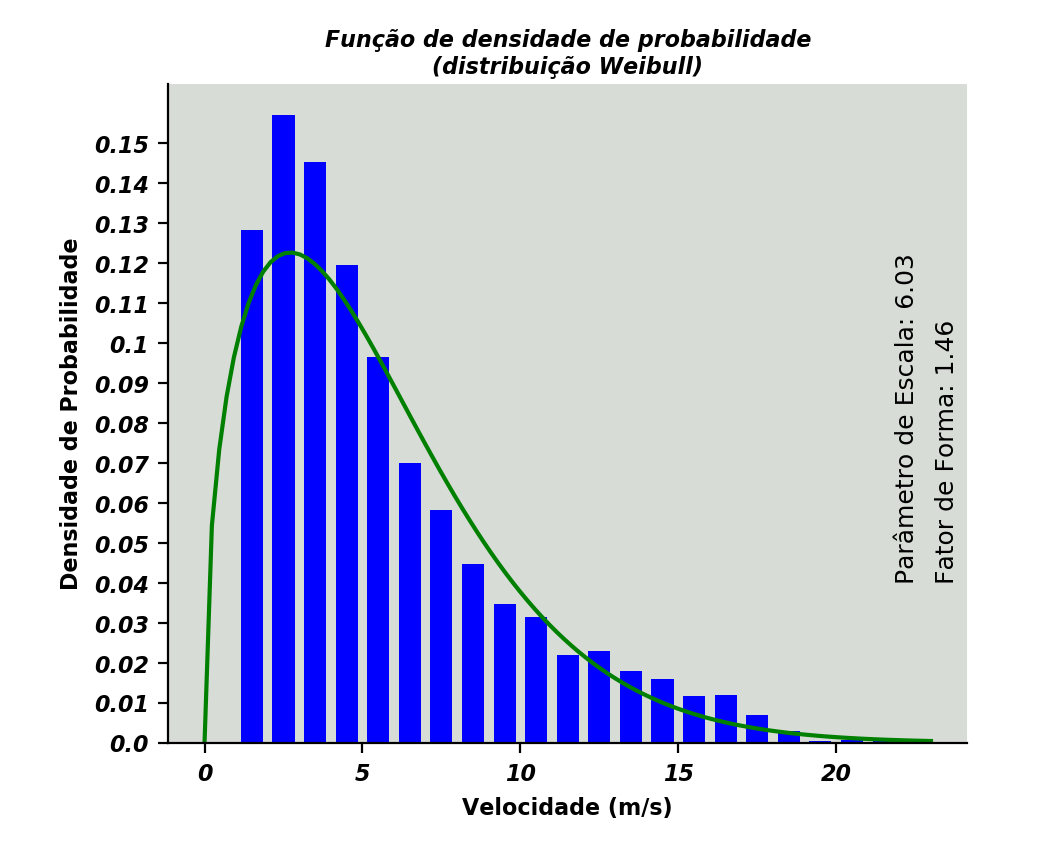 Função de densidade de probabilidade
(distribuição Weibull)
Densidade de Probabilidade
0.15
0.14
0.13
0.12
0.11
0.1
0.09
0.08
0.07
0.06
0.05
0.04
0.03
0.02
0.01
0.0
Parâmetro de Escala: 6.03
Fator de Forma: 1.46
0 5 10 15 20
Velocidade (m/s)